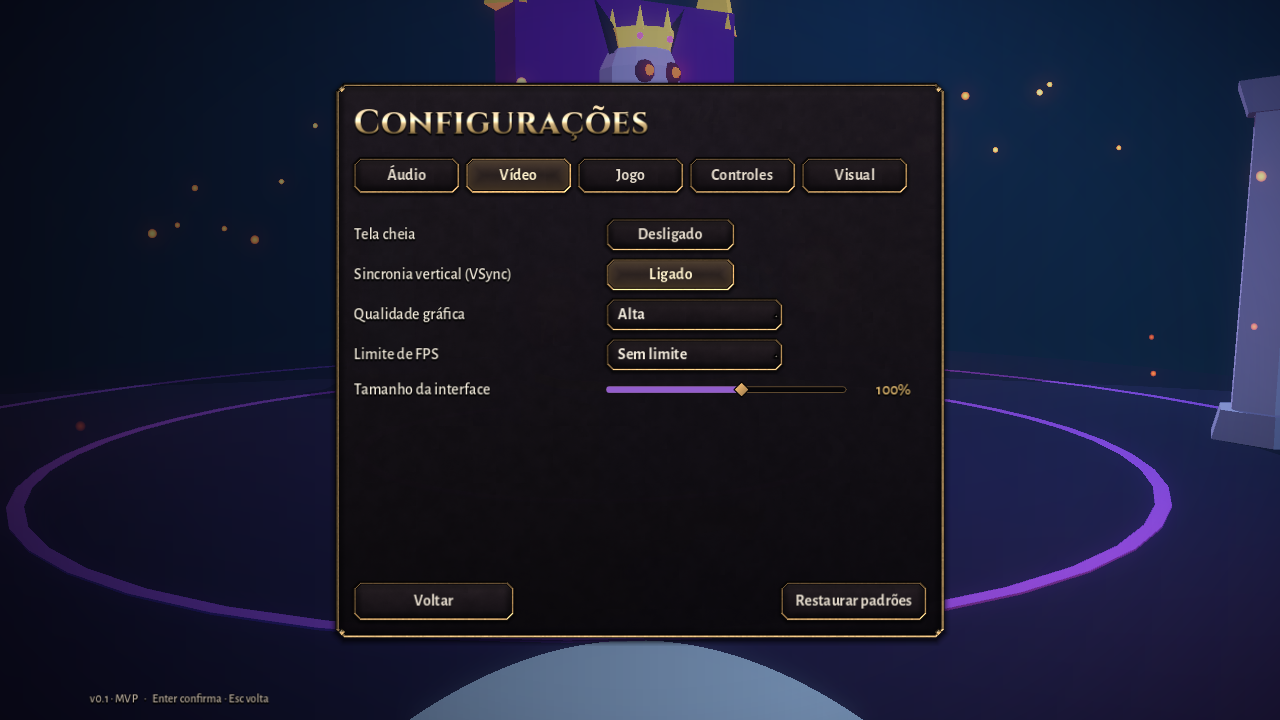 Configurações
Áudio Vídeo Jogo Controles Visual
Tela cheia Desligado
Sincronia vertical (VSync) Ligado
Qualidade gráfica Alta
Limite de FPS Sem limite
Tamanho da interface 100%
Voltar Restaurar padrões
v0.1 · MVP · Enter confirma · Esc volta